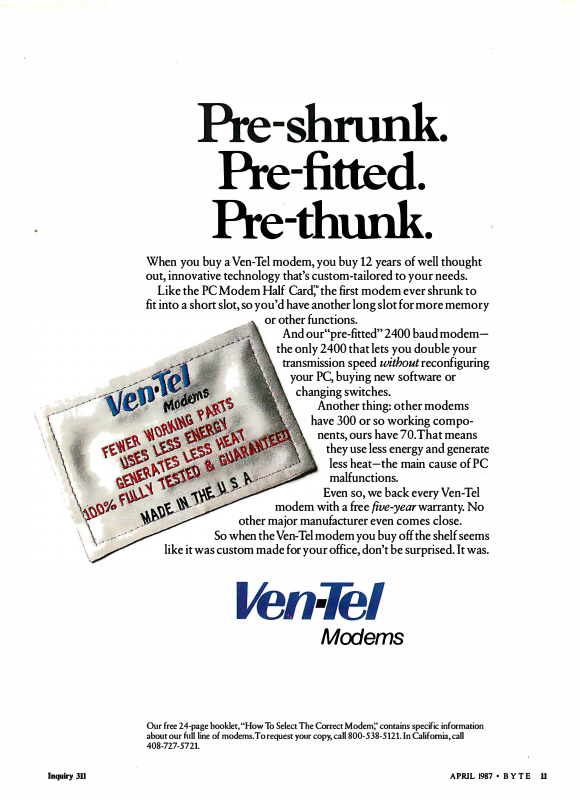 Pre-shrunk.
Pre-fitted.
Pre-thunk.
When you buy a Ven-Tel modem, you buy 12 years of well thought
out, innovative technology that's custom-tailored to your needs.
Like the PC Modem Half Card,™ the first modem ever shrunk to
fit into a short slot, so you'd have another long slot for more memory
or other functions.
And our "pre-fitted" 2400 baud modem—
the only 2400 that lets you double your
transmission speed without reconfiguring
your PC, buying new software or
changing switches.
Another thing: other modems
have 300 or so working compo-
nents, ours have 70. That means
they use less energy and generate
less heat—the main cause of PC
malfunctions.
Even so, we back every Ven-Tel
modem with a free five-year warranty. No
other major manufacturer even comes close.
So when the Ven-Tel modem you buy off the shelf seems
like it was custom made for your office, don't be surprised. It was.
Ven-Tel
Modems
FEWER WORKING PARTS
USES LESS ENERGY
GENERATES LESS HEAT
100% FULLY TESTED & GUARANTEED
MADE IN THE U S A
Ven-Tel
Modems
Our free 24-page booklet, "How To Select The Correct Modem," contains specific information
about our full line of modems. To request your copy, call 800-538-5121. In California, call
408-727-5721.
Inquiry 311
APRIL 1987 • BYTE 11